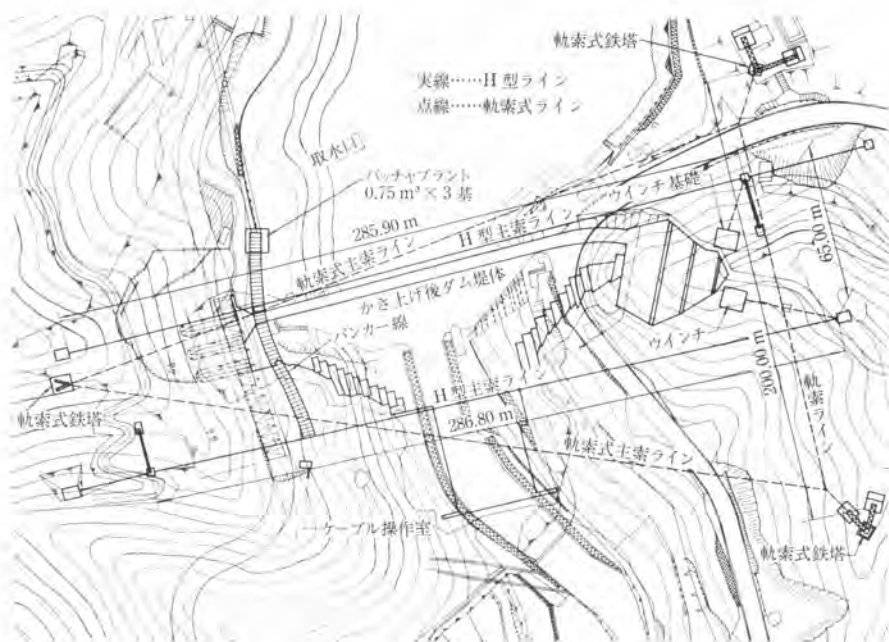 軌索式鉄塔
実線……H型ライン
点線……軌索式ライン
取水口
バッチャプラント
0.75 m³×3 基
ウインチ基礎
285.90 m
H型主索ライン
軌索式主索ライン
65.00 m
かさ上げ後ダム堤体
バンカー線
ウインチ
200.00 m
H型主索ライン
286.80 m
軌索式鉄塔
軌索ライン
軌索式主索ライン
ケーブル操作室
軌索式鉄塔